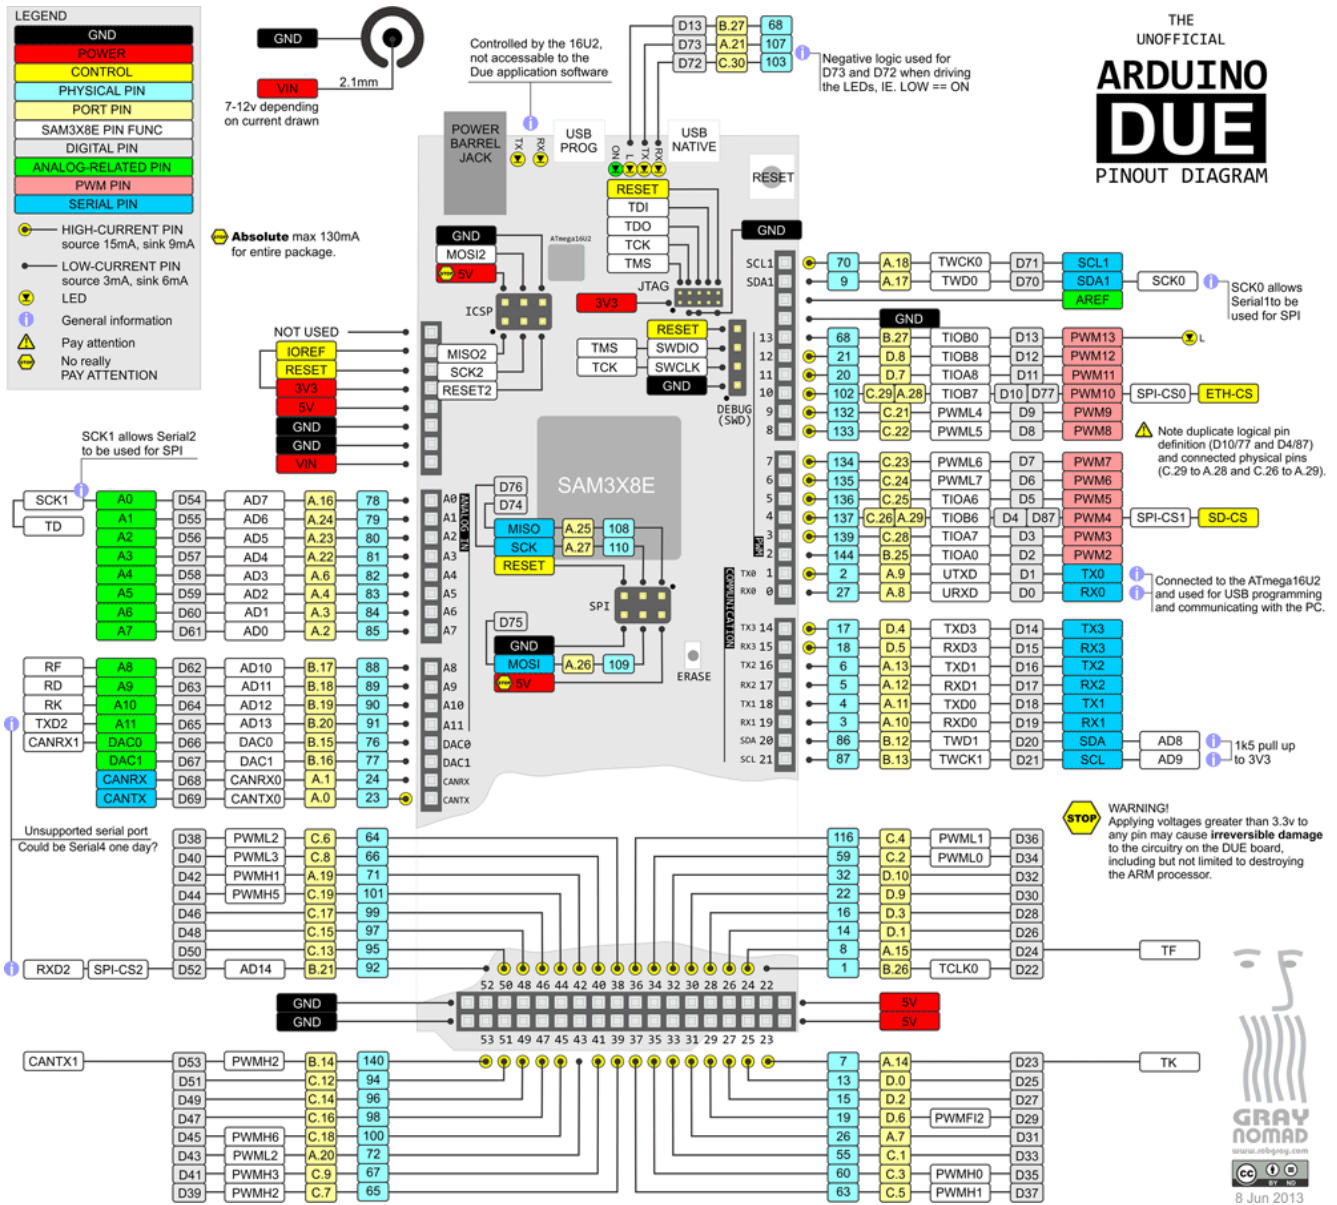 LEGEND
GND
POWER
CONTROL
PHYSICAL PIN
PORT PIN
SAM3X8E PIN FUNC
DIGITAL PIN
ANALOG-RELATED PIN
PWM PIN
SERIAL PIN
HIGH-CURRENT PIN
source 15mA, sink 9mA
LOW-CURRENT PIN
source 3mA, sink 6mA
LED
General information
Pay attention
No really
PAY ATTENTION
GND
VIN
2.1mm
7-12v depending
on current drawn
Absolute max 130mA
for entire package.
Controlled by the 16U2,
not accessable to the
Due application software
D13 B.27 68
D73 A.21 107
D72 C.30 103
Negative logic used for
D73 and D72 when driving
the LEDs, IE. LOW == ON
THE
UNOFFICIAL
ARDUINO
DUE
PINOUT DIAGRAM
POWER
BARREL
JACK
TX
RX
USB
PROG
ON
L
TX
RX
USB
NATIVE
RESET
RESET
TDI
TDO
TCK
TMS
JTAG
3V3
GND
GND
MOSI2
STOP 5V
ATmega16U2
ICSP
MISO2
SCK2
RESET2
RESET
TMS SWDIO
TCK SWCLK
GND
DEBUG
(SWD)
NOT USED
IOREF
RESET
3V3
5V
GND
GND
VIN
SCK1 allows Serial2
to be used for SPI
SCK1 A0 D54 AD7 A.16 78 A0
TD A1 D55 AD6 A.24 79 A1
A2 D56 AD5 A.23 80 A2
A3 D57 AD4 A.22 81 A3
A4 D58 AD3 A.6 82 A4
A5 D59 AD2 A.4 83 A5
A6 D60 AD1 A.3 84 A6
A7 D61 AD0 A.2 85 A7
ANALOG IN
RF A8 D62 AD10 B.17 88 A8
RD A9 D63 AD11 B.18 89 A9
RK A10 D64 AD12 B.19 90 A10
TXD2 A11 D65 AD13 B.20 91 A11
CANRX1 DAC0 D66 DAC0 B.15 76 DAC0
DAC1 D67 DAC1 B.16 77 DAC1
CANRX D68 CANRX0 A.1 24 CANRX
CANTX D69 CANTX0 A.0 23 CANTX
Unsupported serial port
Could be Serial4 one day?
SAM3X8E
D76
D74
MISO A.25 108
SCK A.27 110
RESET
SPI
D75
GND
MOSI A.26 109
STOP 5V
ERASE
SCL1 70 A.18 TWCK0 D71 SCL1
SDA1 9 A.17 TWD0 D70 SDA1 SCK0
AREF
GND
SCK0 allows
Serial1to be
used for SPI
13 68 B.27 TIOB0 D13 PWM13 L
12 21 D.8 TIOB8 D12 PWM12
11 20 D.7 TIOA8 D11 PWM11
10 102 C.29 A.28 TIOB7 D10 D77 PWM10 SPI-CS0 ETH-CS
9 132 C.21 PWML4 D9 PWM9
8 133 C.22 PWML5 D8 PWM8
Note duplicate logical pin
definition (D10/77 and D4/87)
and connected physical pins
(C.29 to A.28 and C.26 to A.29).
7 134 C.23 PWML6 D7 PWM7
6 135 C.24 PWML7 D6 PWM6
5 136 C.25 TIOA6 D5 PWM5
4 137 C.26 A.29 TIOB6 D4 D87 PWM4 SPI-CS1 SD-CS
3 139 C.28 TIOA7 D3 PWM3
2 144 B.25 TIOA0 D2 PWM2
PWM
TX0 1 2 A.9 UTXD D1 TX0
RX0 0 27 A.8 URXD D0 RX0
Connected to the ATmega16U2
and used for USB programming
and communicating with the PC.
COMMUNICATION
TX3 14 17 D.4 TXD3 D14 TX3
RX3 15 18 D.5 RXD3 D15 RX3
TX2 16 6 A.13 TXD1 D16 TX2
RX2 17 5 A.12 RXD1 D17 RX2
TX1 18 4 A.11 TXD0 D18 TX1
RX1 19 3 A.10 RXD0 D19 RX1
SDA 20 86 B.12 TWD1 D20 SDA AD8
SCL 21 87 B.13 TWCK1 D21 SCL AD9
1k5 pull up
to 3V3
STOP
WARNING!
Applying voltages greater than 3.3v to
any pin may cause irreversible damage
to the circuitry on the DUE board,
including but not limited to destroying
the ARM processor.
D38 PWML2 C.6 64
D40 PWML3 C.8 66
D42 PWMH1 A.19 71
D44 PWMH5 C.19 101
D46 C.17 99
D48 C.15 97
D50 C.13 95
RXD2 SPI-CS2 D52 AD14 B.21 92
116 C.4 PWML1 D36
59 C.2 PWML0 D34
32 D.10 D32
22 D.9 D30
16 D.3 D28
14 D.1 D26
8 A.15 D24 TF
1 B.26 TCLK0 D22
52 50 48 46 44 42 40 38 36 34 32 30 28 26 24 22
GND 5V
GND 5V
53 51 49 47 45 43 41 39 37 35 33 31 29 27 25 23
CANTX1 D53 PWMH2 B.14 140
D51 C.12 94
D49 C.14 96
D47 C.16 98
D45 PWMH6 C.18 100
D43 PWML2 A.20 72
D41 PWMH3 C.9 67
D39 PWMH2 C.7 65
7 A.14 D23 TK
13 D.0 D25
15 D.2 D27
19 D.6 PWMFI2 D29
26 A.7 D31
55 C.1 D33
60 C.3 PWMH0 D35
63 C.5 PWMH1 D37
GRAY
NOMAD
www.robgray.com
cc BY ND
8 Jun 2013